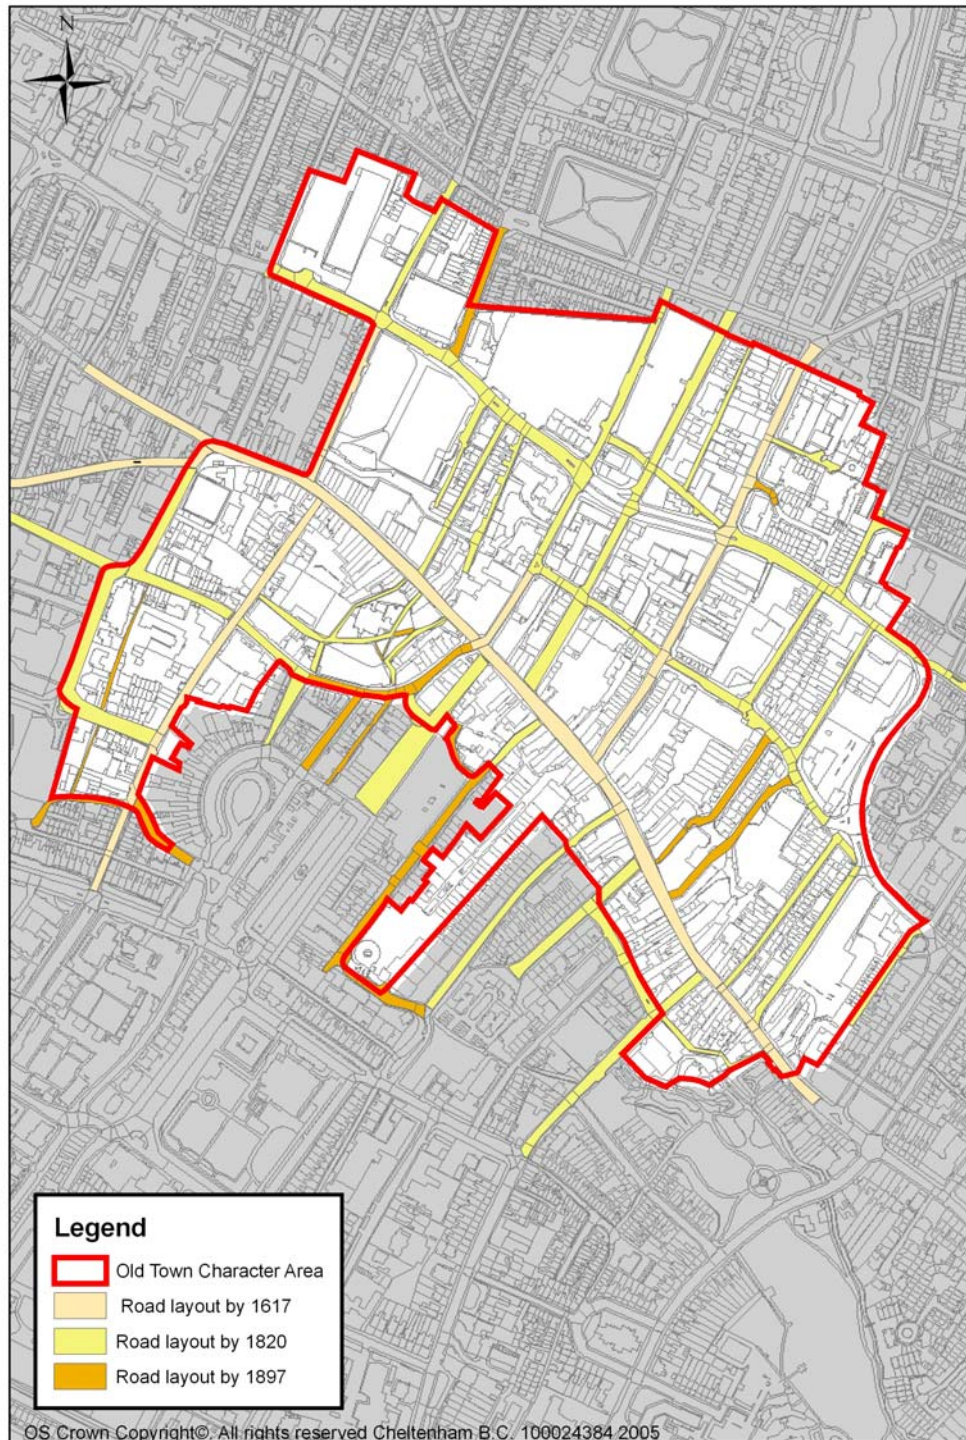 N
Legend
Old Town Character Area
Road layout by 1617
Road layout by 1820
Road layout by 1897
OS Crown Copyright©. All rights reserved Cheltenham B.C. 100024384 2005